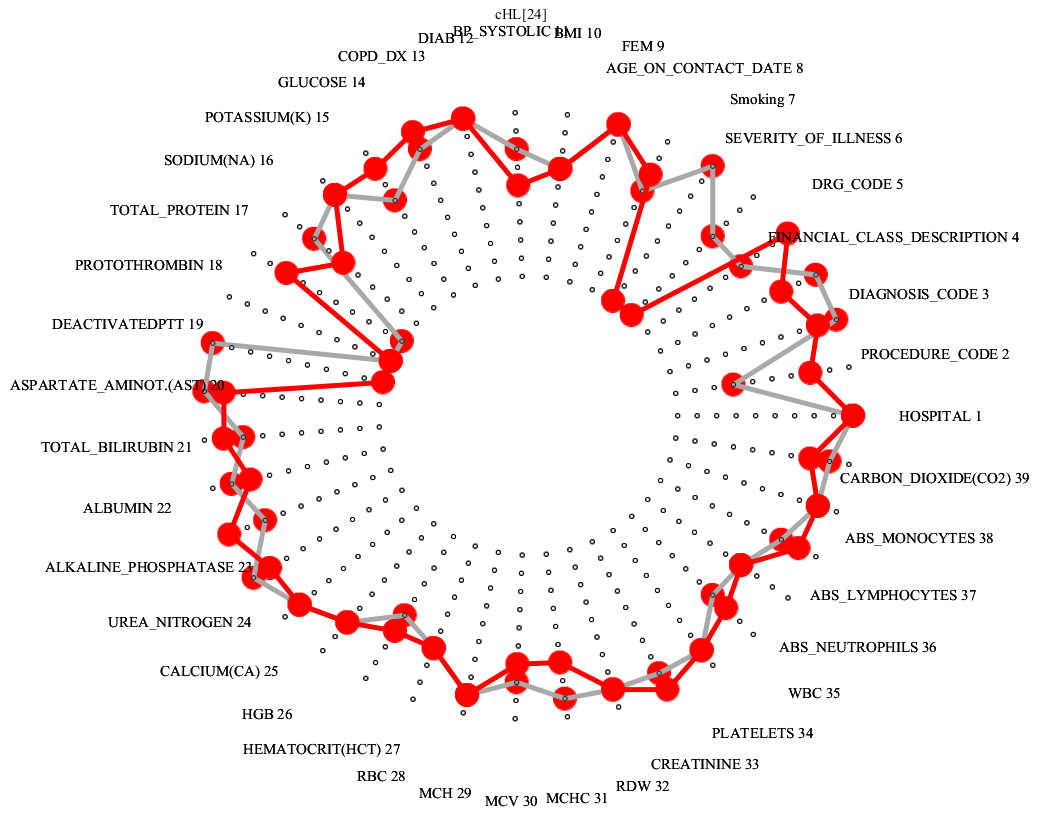 cHL[24]
BP_SYSTOLIC 11
BMI 10
DIAB 12
FEM 9
COPD_DX 13
AGE_ON_CONTACT_DATE 8
GLUCOSE 14
Smoking 7
POTASSIUM(K) 15
SEVERITY_OF_ILLNESS 6
SODIUM(NA) 16
DRG_CODE 5
TOTAL_PROTEIN 17
FINANCIAL_CLASS_DESCRIPTION 4
PROTOTHROMBIN 18
DIAGNOSIS_CODE 3
DEACTIVATEDPTT 19
PROCEDURE_CODE 2
ASPARTATE_AMINOT.(AST) 20
HOSPITAL 1
TOTAL_BILIRUBIN 21
CARBON_DIOXIDE(CO2) 39
ALBUMIN 22
ABS_MONOCYTES 38
ALKALINE_PHOSPHATASE 23
ABS_LYMPHOCYTES 37
UREA_NITROGEN 24
ABS_NEUTROPHILS 36
CALCIUM(CA) 25
WBC 35
HGB 26
PLATELETS 34
HEMATOCRIT(HCT) 27
CREATININE 33
RBC 28
RDW 32
MCH 29
MCV 30
MCHC 31